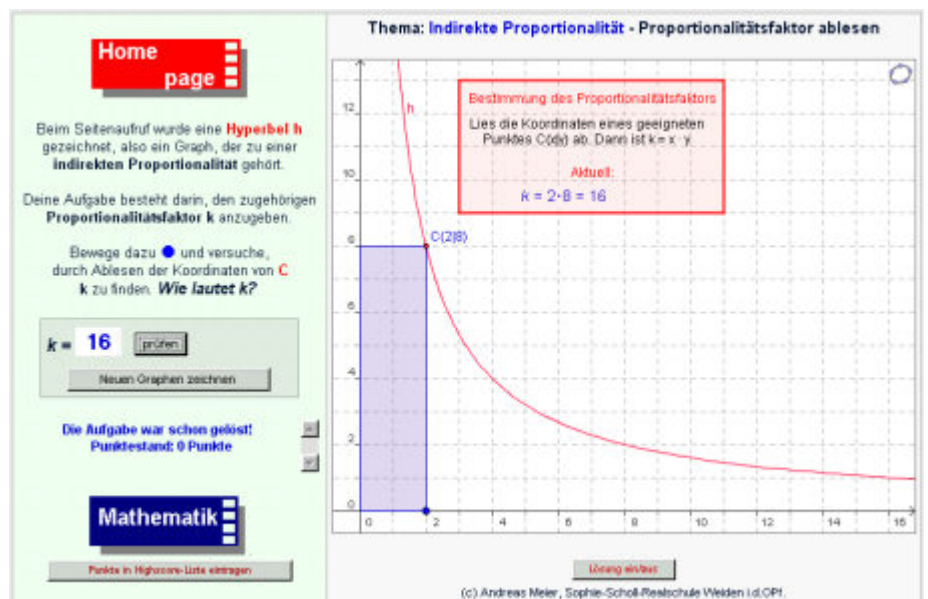 Thema: Indirekte Proportionalität - Proportionalitätsfaktor ablesen
Home
page
Beim Seitenaufruf wurde eine Hyperbel h
gezeichnet, also ein Graph, der zu einer
indirekten Proportionalität gehört.
Deine Aufgabe besteht darin, den zugehörigen
Proportionalitätsfaktor k anzugeben.
Bewege dazu und versuche,
durch Ablesen der Koordinaten von C
k zu finden. Wie lautet k?
k = 16 prüfen
Neuen Graphen zeichnen
Die Aufgabe war schon gelöst!
Punktestand: 0 Punkte
Mathematik
Punkte in Highscore-Liste eintragen
Bestimmung des Proportionalitätsfaktors
Lies die Koordinaten eines geeigneten
Punktes C(x|y) ab. Dann ist k = x · y
Aktuell:
k = 2·8 = 16
h
C(2|8)
12
10
8
6
4
2
0
0 2 4 6 8 10 12 14 16
Lösung ein/aus
(c) Andreas Meier, Sophie-Scholl-Realschule Weiden i.d.OPf.